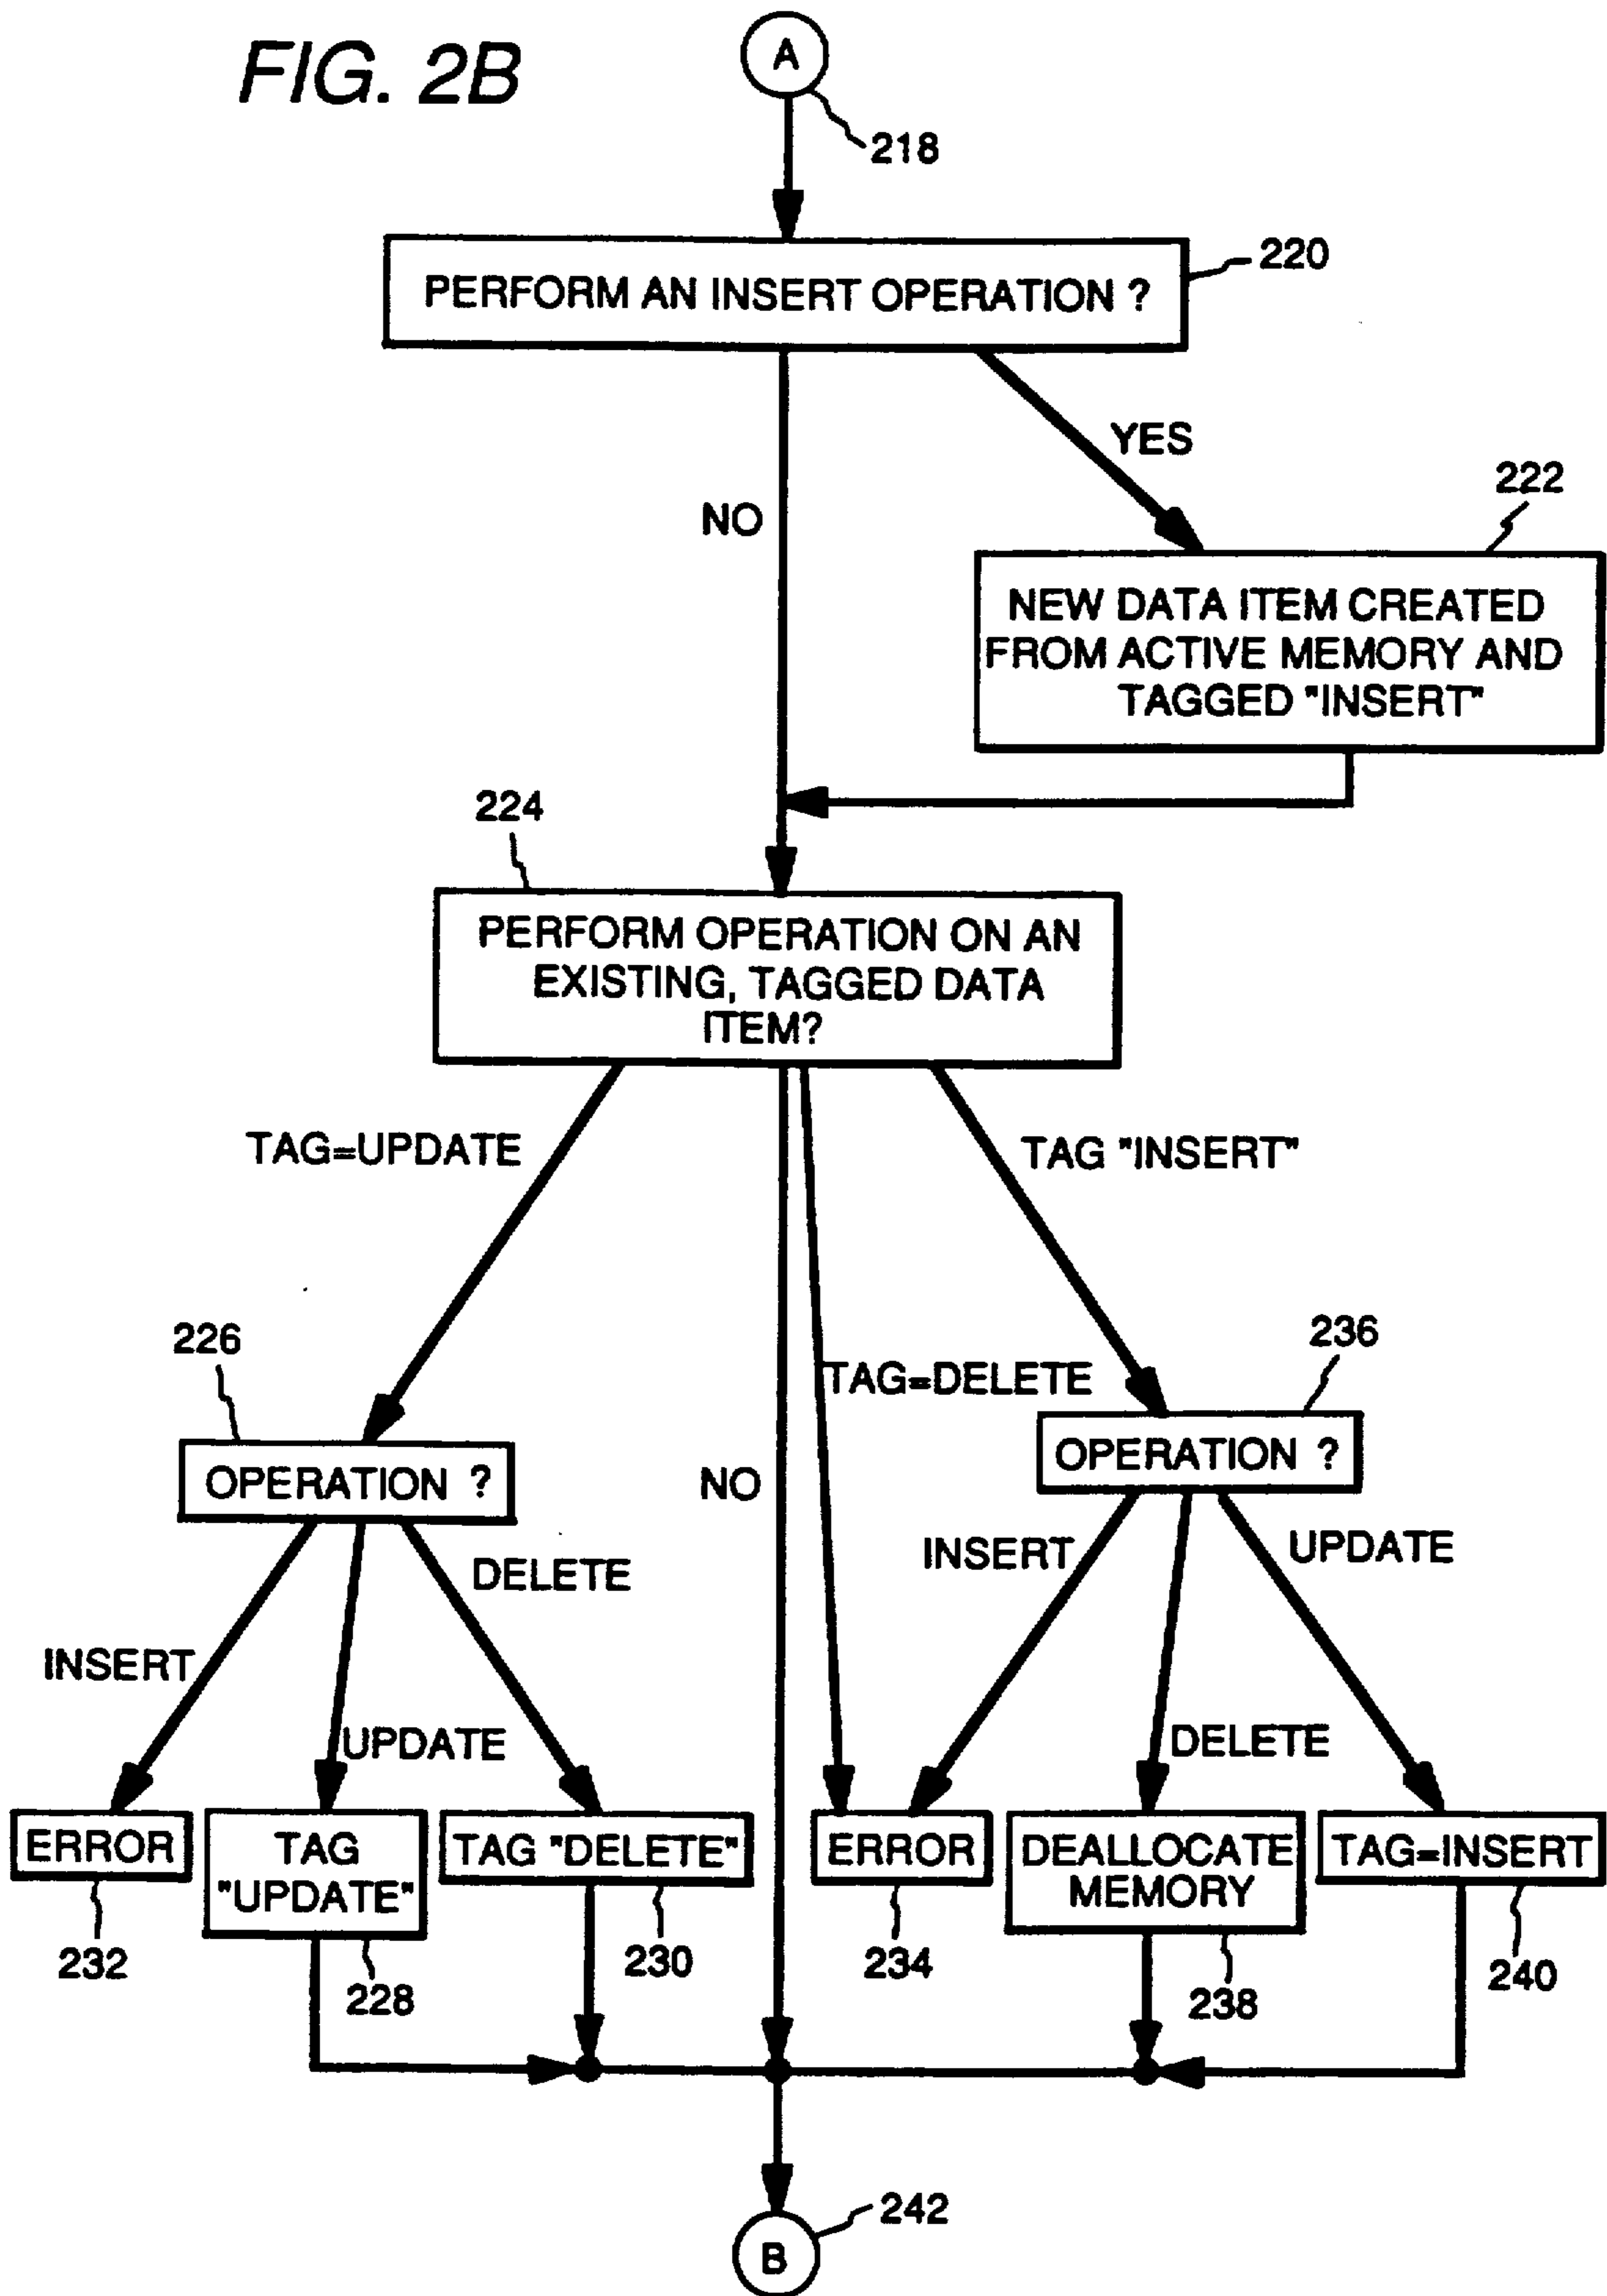 FIG. 2B
A
218
PERFORM AN INSERT OPERATION ?
220
YES
NO
222
NEW DATA ITEM CREATED
FROM ACTIVE MEMORY AND
TAGGED "INSERT"
224
PERFORM OPERATION ON AN
EXISTING, TAGGED DATA
ITEM?
TAG=UPDATE
TAG "INSERT"
TAG=DELETE
NO
226
OPERATION ?
236
OPERATION ?
INSERT
UPDATE
DELETE
INSERT
DELETE
UPDATE
ERROR
232
TAG
"UPDATE"
228
TAG "DELETE"
230
ERROR
234
DEALLOCATE
MEMORY
238
TAG=INSERT
240
242
B